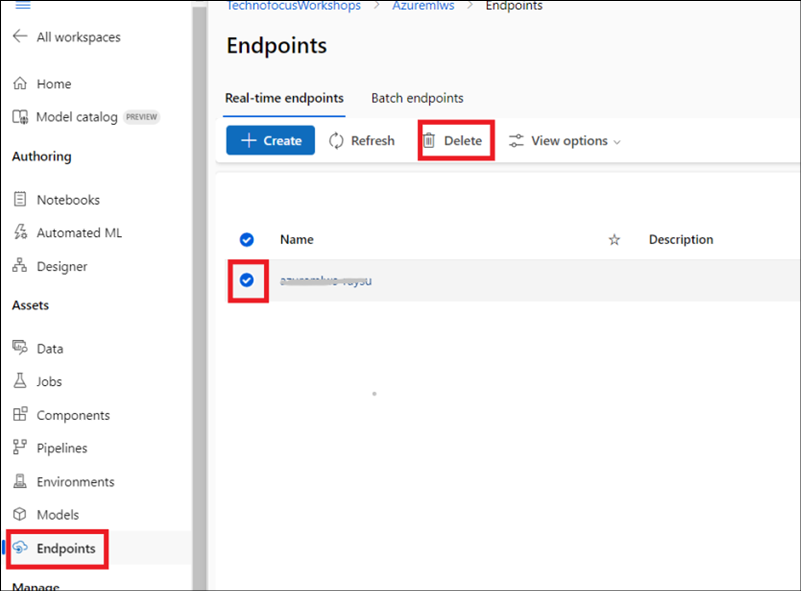 TechnofocusWorkshops > Azuremlws > Endpoints
All workspaces
Endpoints
Home
Real-time endpoints Batch endpoints
Model catalog PREVIEW
Create Refresh Delete View options
Authoring
Notebooks
Automated ML
Name Description
Designer
Assets
Data
Jobs
Components
Pipelines
Environments
Models
Endpoints
Manage